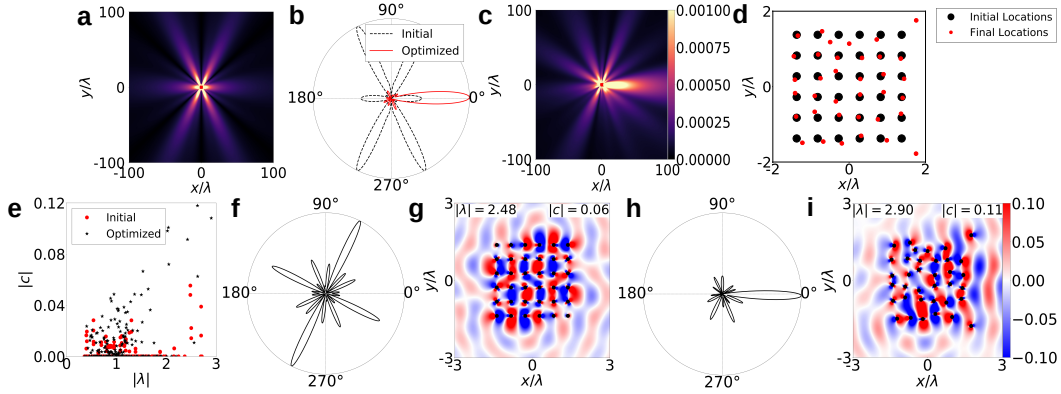 a
100
0
-100
y/λ
-100
0
100
x/λ
b
90°
180°
0°
270°
Initial
Optimized
c
100
0
-100
y/λ
-100
0
100
x/λ
0.00100
0.00075
0.00050
0.00025
0.00000
d
2
0
-2
y/λ
-2
0
2
x/λ
Initial Locations
Final Locations
e
0.12
0.08
0.04
0.00
|c|
0
1
2
3
|λ|
Initial
Optimized
f
90°
180°
0°
270°
g
|λ| = 2.48
|c| = 0.06
3
0
-3
y/λ
-3
0
3
x/λ
h
90°
180°
0°
270°
i
|λ| = 2.90
|c| = 0.11
3
0
-3
y/λ
-3
0
3
x/λ
0.10
0.05
0.00
−0.05
−0.10